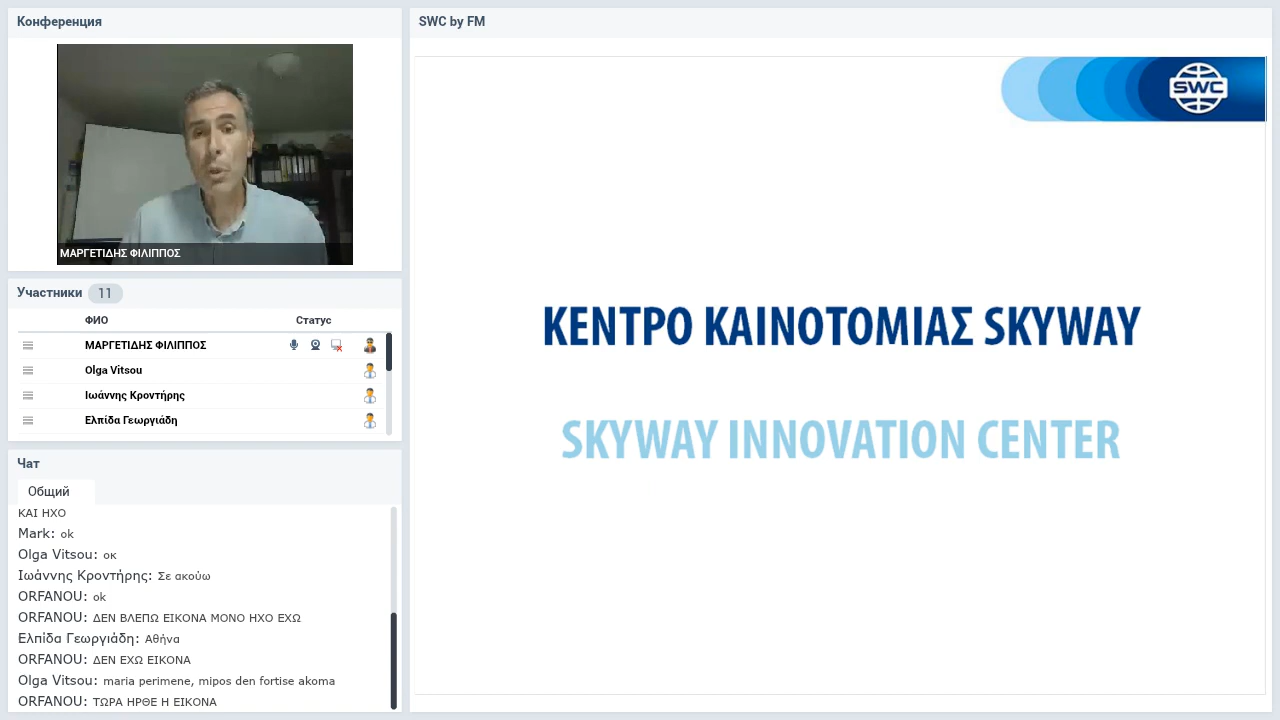 Конференция
ΜΑΡΓΕΤΙΔΗΣ ΦΙΛΙΠΠΟΣ
Участники 11
ФИО Статус
ΜΑΡΓΕΤΙΔΗΣ ΦΙΛΙΠΠΟΣ
Olga Vitsou
Ιωάννης Κροντήρης
Ελπίδα Γεωργιάδη
Чат
Общий
ΚΑΙ ΗΧΟ
Mark: ok
Olga Vitsou: οκ
Ιωάννης Κροντήρης: Σε ακούω
ORFANOU: ok
ORFANOU: ΔΕΝ ΒΛΕΠΩ ΕΙΚΟΝΑ ΜΟΝΟ ΗΧΟ ΕΧΩ
Ελπίδα Γεωργιάδη: Αθήνα
ORFANOU: ΔΕΝ ΕΧΩ ΕΙΚΟΝΑ
Olga Vitsou: maria perimene, mipos den fortise akoma
ORFANOU: ΤΩΡΑ ΗΡΘΕ Η ΕΙΚΟΝΑ
SWC by FM
SWC
ΚΕΝΤΡΟ ΚΑΙΝΟΤΟΜΙΑΣ SKYWAY
SKYWAY INNOVATION CENTER